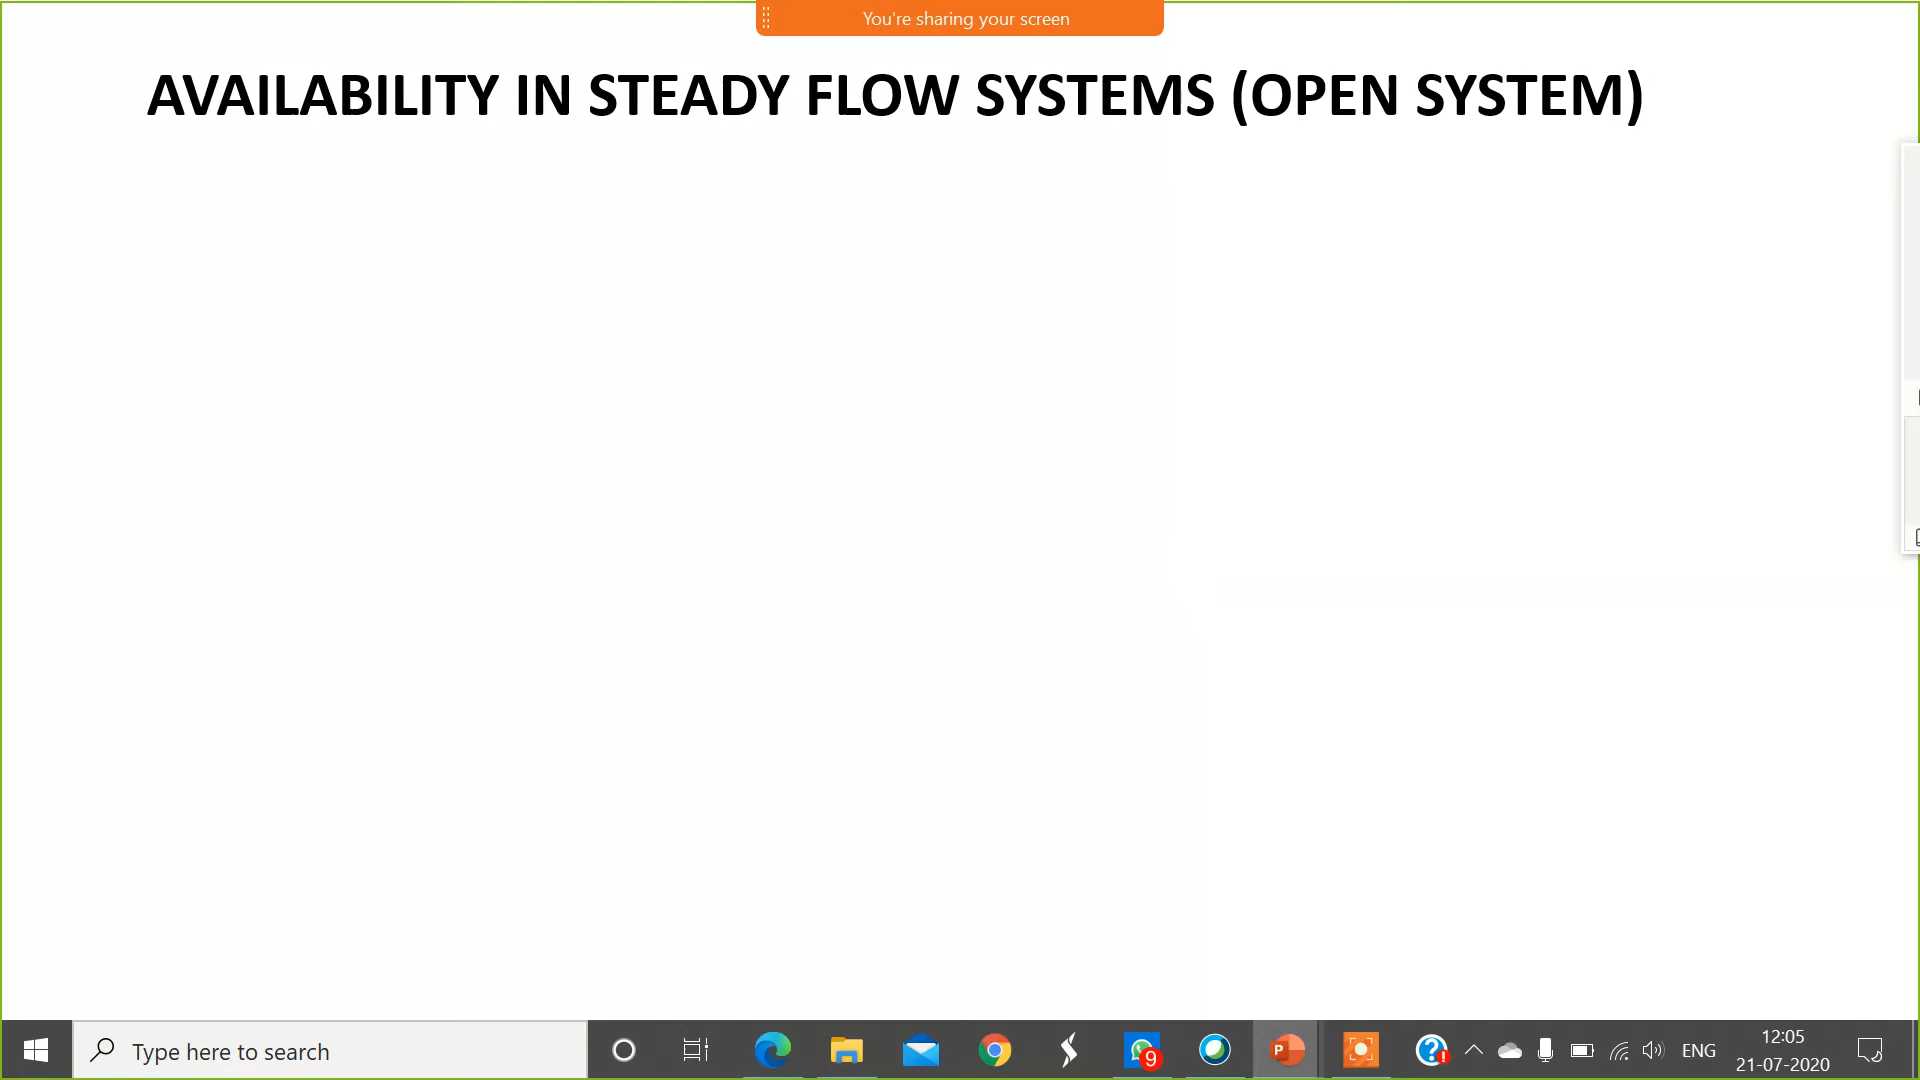 You're sharing your screen
AVAILABILITY IN STEADY FLOW SYSTEMS (OPEN SYSTEM)
Type here to search
9
P
ENG
12:05
21-07-2020